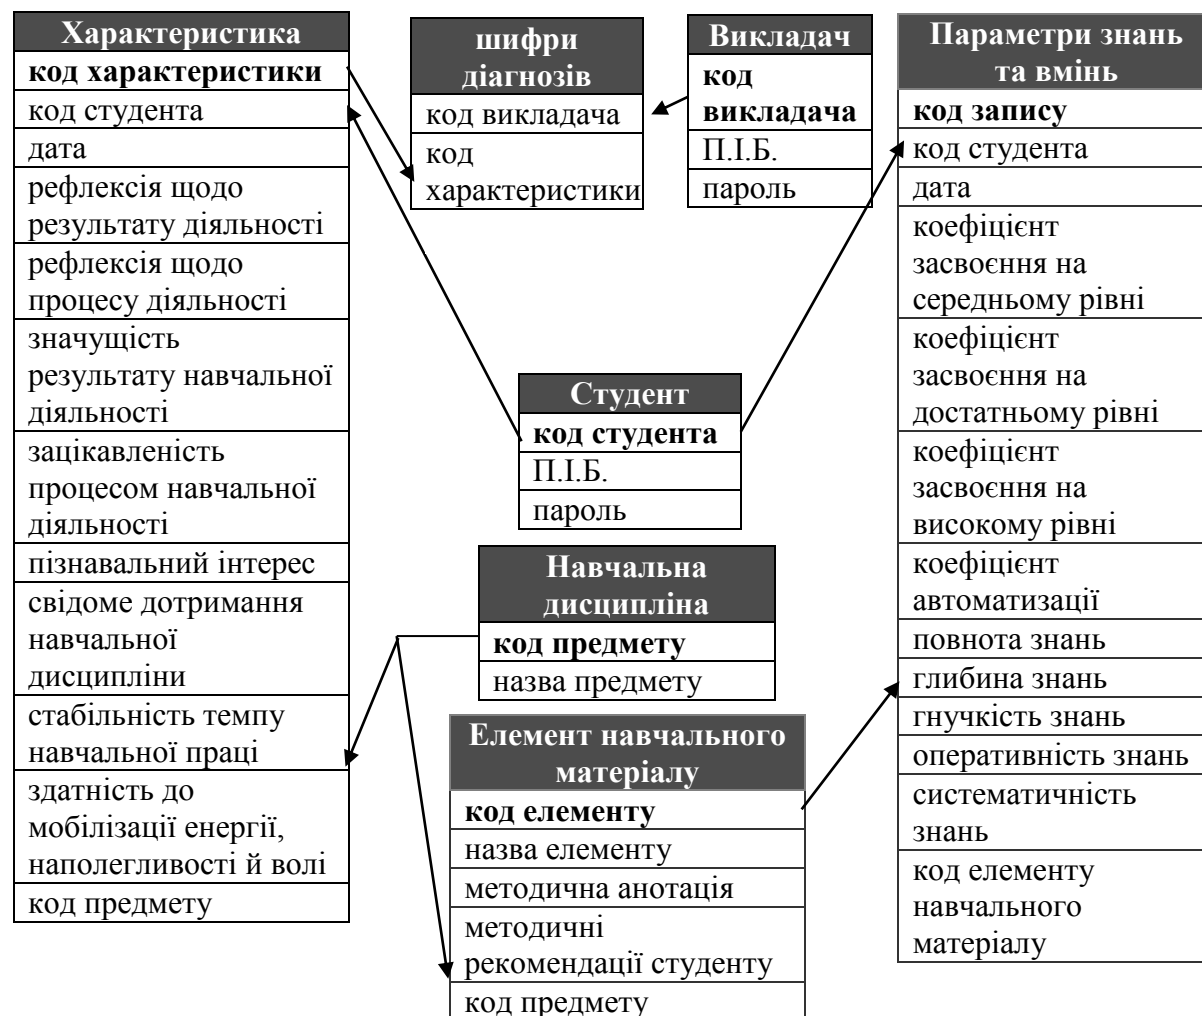 Характеристика
код характеристики
код студента
дата
рефлексія щодо
результату діяльності
рефлексія щодо
процесу діяльності
значущість
результату навчальної
діяльності
зацікавленість
процесом навчальної
діяльності
пізнавальний інтерес
свідоме дотримання
навчальної
дисципліни
стабільність темпу
навчальної праці
здатність до
мобілізації енергії,
наполегливості й волі
код предмету
шифри
діагнозів
код викладача
код
характеристики
Викладач
код
викладача
П.І.Б.
пароль
Студент
код студента
П.І.Б.
пароль
Навчальна
дисципліна
код предмету
назва предмету
Елемент навчального
матеріалу
код елементу
назва елементу
методична анотація
методичні
рекомендації студенту
код предмету
Параметри знань
та вмінь
код запису
код студента
дата
коефіцієнт
засвоєння на
середньому рівні
коефіцієнт
засвоєння на
достатньому рівні
коефіцієнт
засвоєння на
високому рівні
коефіцієнт
автоматизації
повнота знань
глибина знань
гнучкість знань
оперативність знань
систематичність
знань
код елементу
навчального
матеріалу